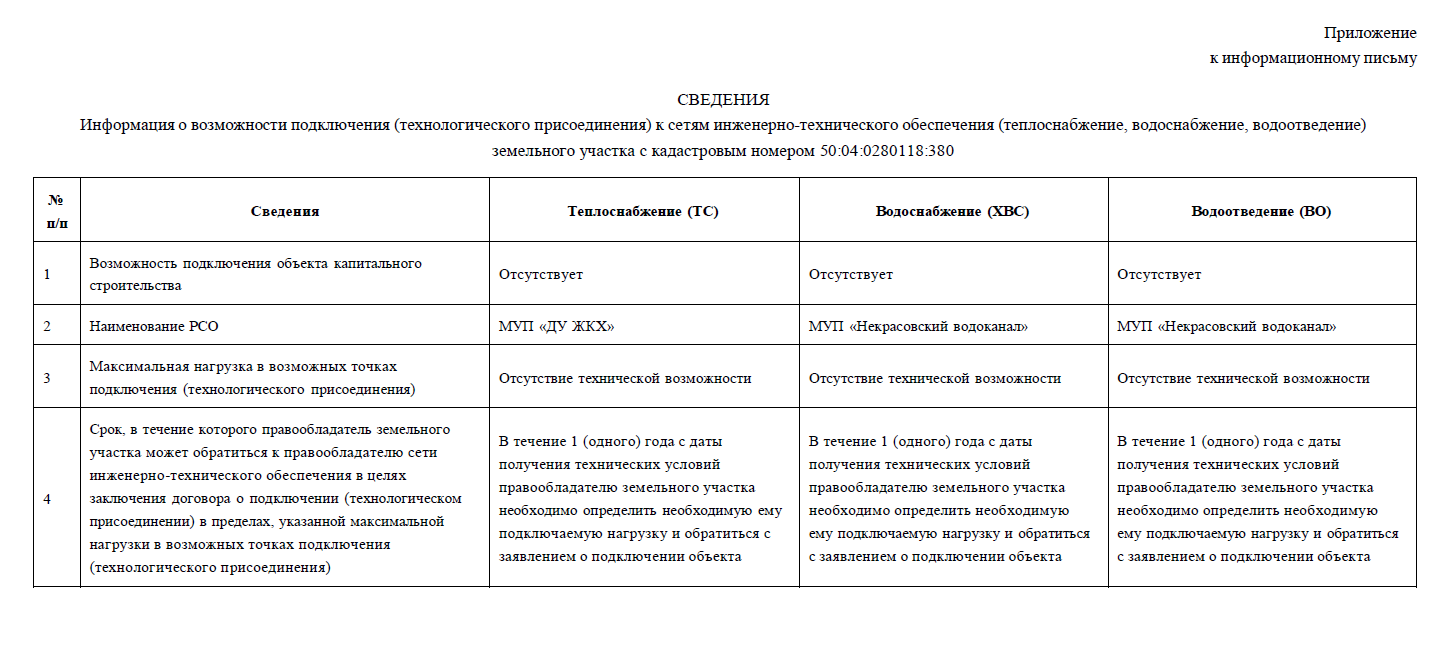 Приложение
к информационному письму
СВЕДЕНИЯ
Информация о возможности подключения (технологического присоединения) к сетям инженерно-технического обеспечения (теплоснабжение, водоснабжение, водоотведение)
земельного участка с кадастровым номером 50:04:0280118:380
№
п/п
Сведения
Теплоснабжение (ТС)
Водоснабжение (ХВС)
Водоотведение (ВО)
1
Возможность подключения объекта капитального
строительства
Отсутствует
Отсутствует
Отсутствует
2
Наименование РСО
МУП «ДУ ЖКХ»
МУП «Некрасовский водоканал»
МУП «Некрасовский водоканал»
3
Максимальная нагрузка в возможных точках
подключения (технологического присоединения)
Отсутствие технической возможности
Отсутствие технической возможности
Отсутствие технической возможности
4
Срок, в течение которого правообладатель земельного
участка может обратиться к правообладателю сети
инженерно-технического обеспечения в целях
заключения договора о подключении (технологическом
присоединении) в пределах, указанной максимальной
нагрузки в возможных точках подключения
(технологического присоединения)
В течение 1 (одного) года с даты
получения технических условий
правообладателю земельного участка
необходимо определить необходимую ему
подключаемую нагрузку и обратиться с
заявлением о подключении объекта
В течение 1 (одного) года с даты
получения технических условий
правообладателю земельного участка
необходимо определить необходимую
ему подключаемую нагрузку и обратиться
с заявлением о подключении объекта
В течение 1 (одного) года с даты
получения технических условий
правообладателю земельного участка
необходимо определить необходимую
ему подключаемую нагрузку и обратиться
с заявлением о подключении объекта